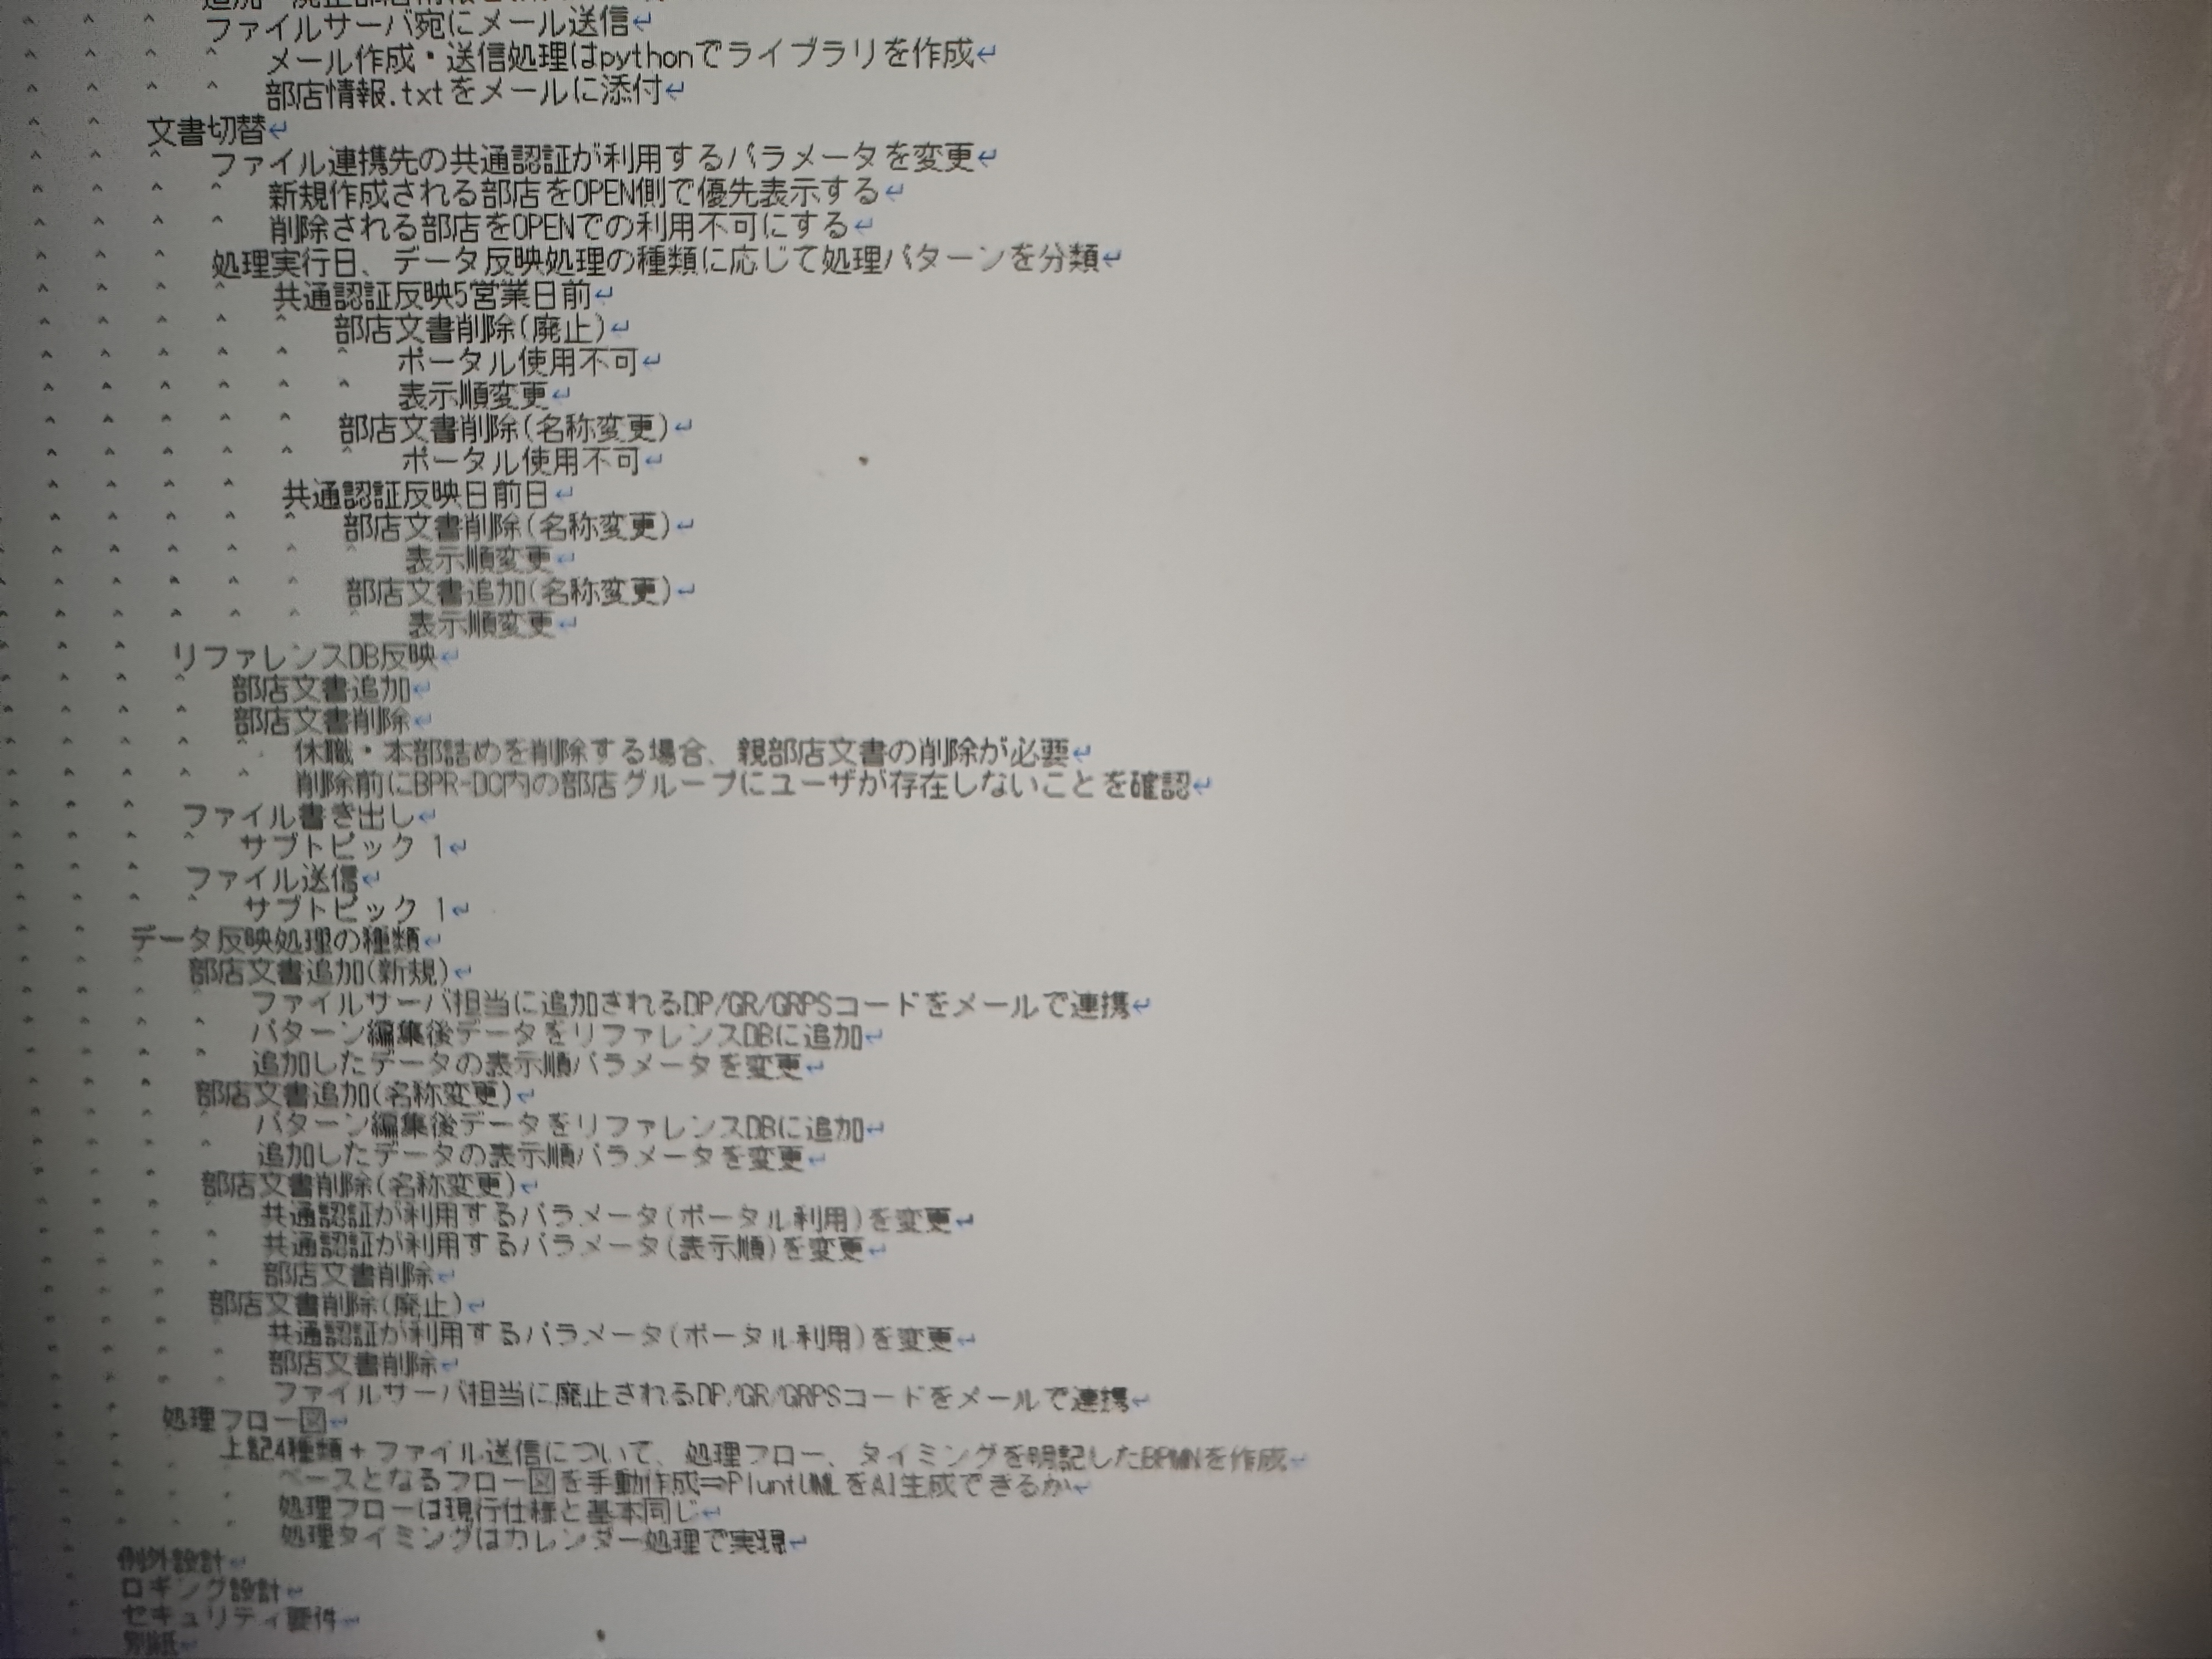 ファイルサーバ宛にメール送信
メール作成・送信処理はpythonでライブラリを作成
部店情報.txtをメールに添付
文書切替
ファイル連携先の共通認証が利用するパラメータを変更
新規作成される部店をOPEN側で優先表示する
削除される部店をOPENでの利用不可にする
処理実行日、データ反映処理の種類に応じて処理パターンを分類
共通認証反映5営業日前
部店文書削除(廃止)
ポータル使用不可
表示順変更
部店文書削除(名称変更)
ポータル使用不可
共通認証反映日前日
部店文書削除(名称変更)
表示順変更
部店文書追加(名称変更)
表示順変更
リファレンスDB反映
部店文書追加
部店文書削除
休職・本部詰めを削除する場合、親部店文書の削除が必要
削除前にBPR-DC内の部店グループにユーザが存在しないことを確認
ファイル書き出し
サブトピック 1
ファイル送信
サブトピック 1
データ反映処理の種類
部店文書追加(新規)
ファイルサーバ担当に追加されるDP/GR/GRPSコードをメールで連携
パターン編集後データをリファレンスDBに追加
追加したデータの表示順パラメータを変更
部店文書追加(名称変更)
パターン編集後データをリファレンスDBに追加
追加したデータの表示順パラメータを変更
部店文書削除(名称変更)
共通認証が利用するパラメータ(ポータル利用)を変更
共通認証が利用するパラメータ(表示順)を変更
部店文書削除
部店文書削除(廃止)
共通認証が利用するパラメータ(ポータル利用)を変更
部店文書削除
ファイルサーバ担当に廃止されるDP/GR/GRPSコードをメールで連携
処理フロー図
上記4種類+ファイル送信について、処理フロー、タイミングを明記したBPMNを作成
ベースとなるフロー図を手動作成⇒PluntUMLをAI生成できるか
処理フローは現行仕様と基本同じ
処理タイミングはカレンダー処理で実現
例外設計
ロギング設計
セキュリティ要件
別紙